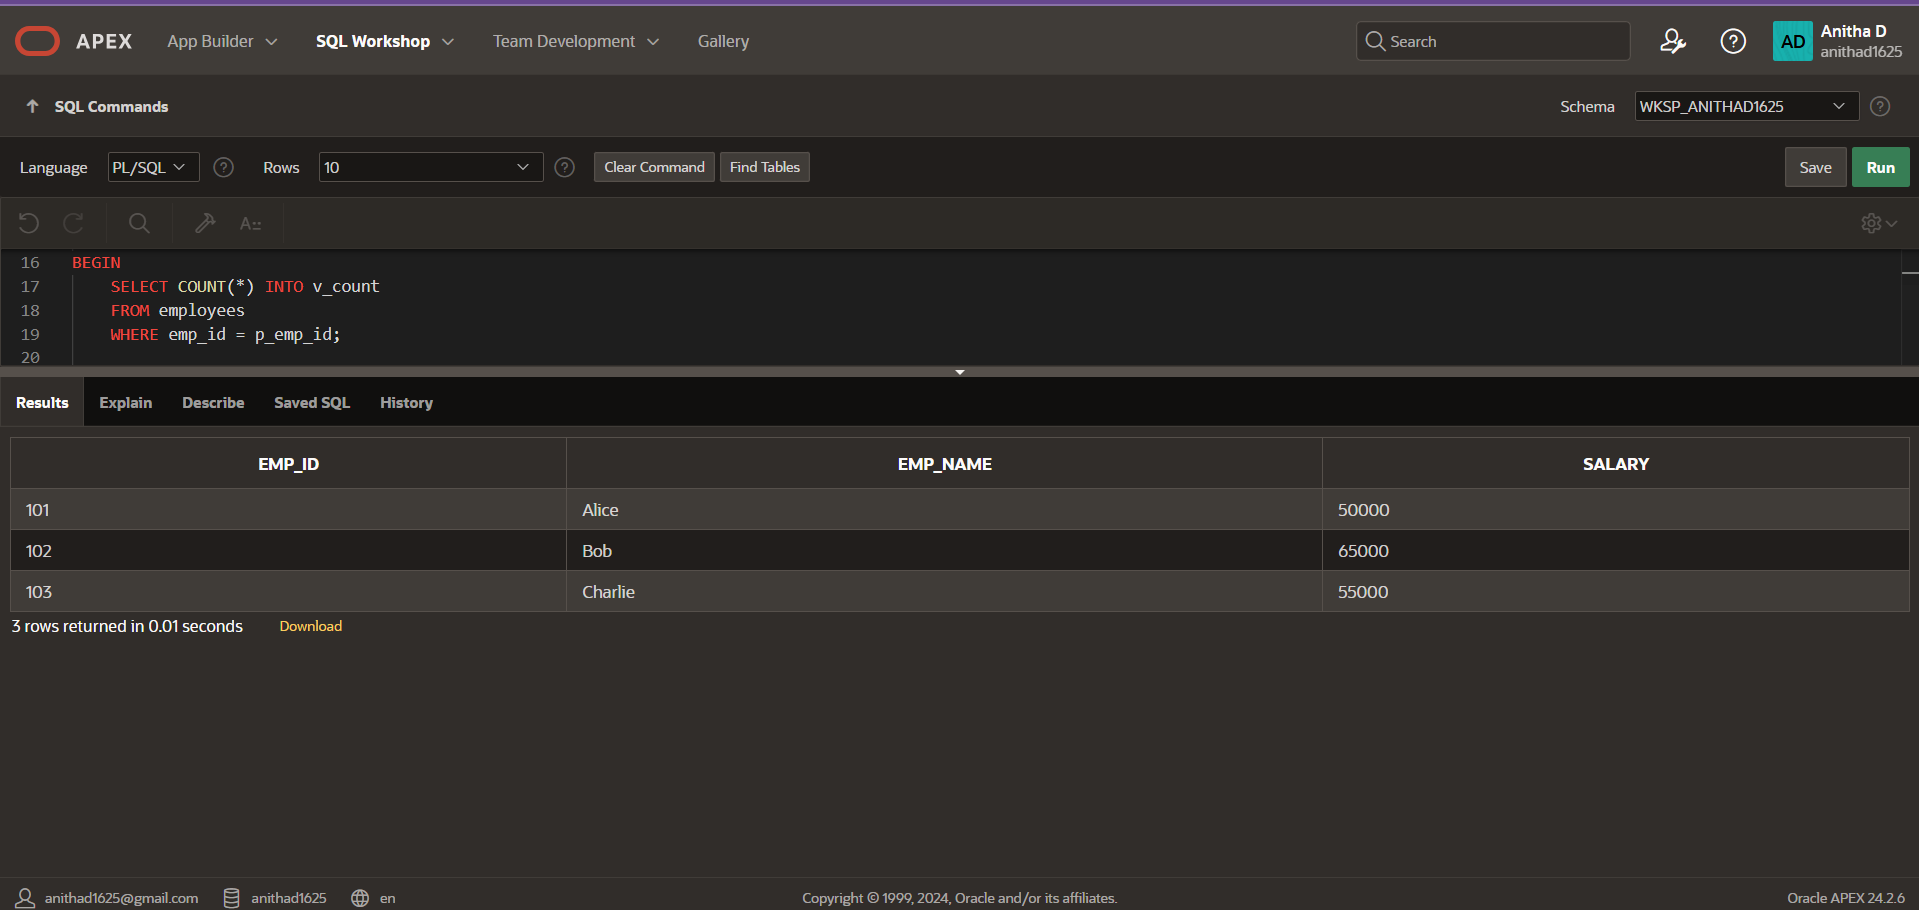 APEX App Builder SQL Workshop Team Development Gallery Search AD Anitha D
anithad1625
SQL Commands Schema WKSP_ANITHAD1625
Language PL/SQL Rows 10 Clear Command Find Tables Save Run
16 BEGIN
17 SELECT COUNT(*) INTO v_count
18 FROM employees
19 WHERE emp_id = p_emp_id;
20
Results Explain Describe Saved SQL History
EMP_ID EMP_NAME SALARY
101 Alice 50000
102 Bob 65000
103 Charlie 55000
3 rows returned in 0.01 seconds Download
anithad1625@gmail.com anithad1625 en Copyright © 1999, 2024, Oracle and/or its affiliates. Oracle APEX 24.2.6